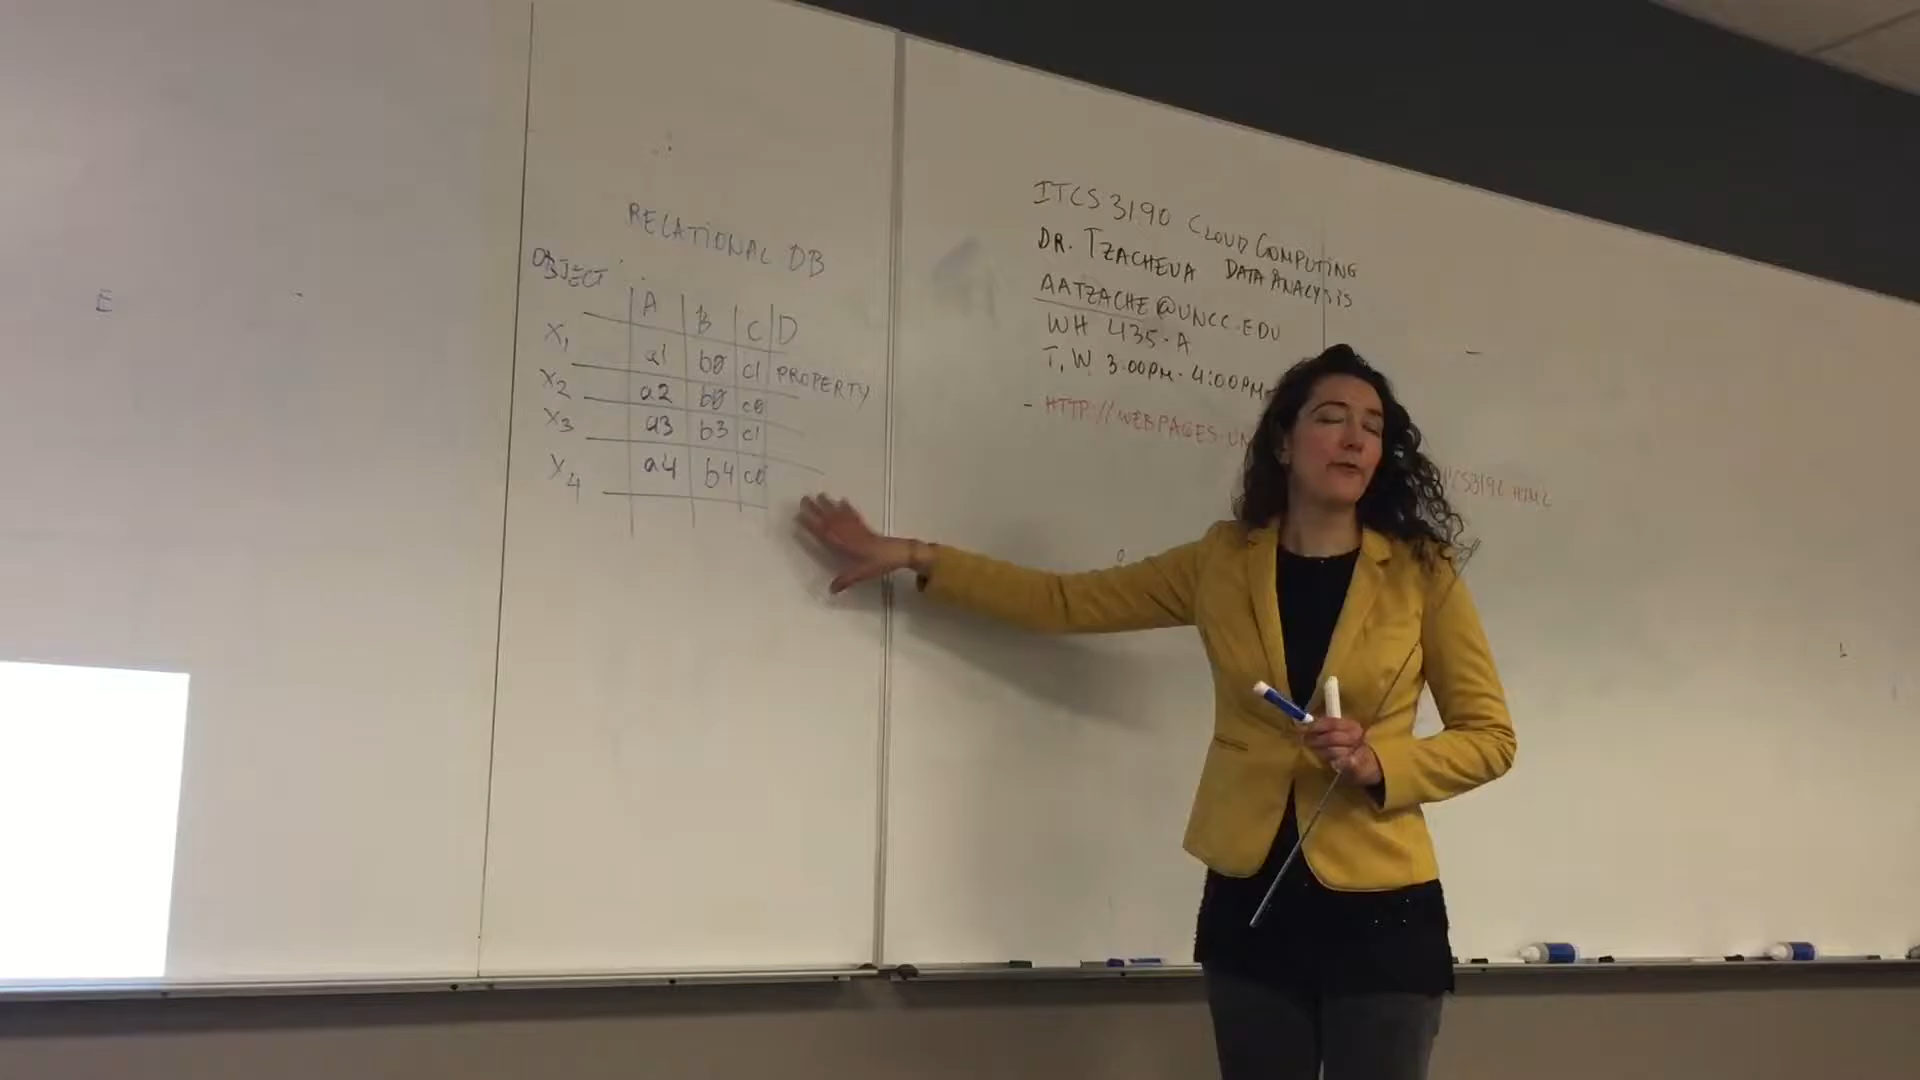 E
RELATIONAL DB
OBJECT
A B C D
X1 a1 b0 c1 PROPERTY
X2 a2 b0 c0
X3 a3 b3 c1
X4 a4 b4 c0
ITCS 3190 CLOUD COMPUTING
DR. TZACHEVA DATA ANALYSIS
AATZACHE@UNCC.EDU
WH 435-A
T, W 3:00PM - 4:00PM
- HTTP://WEBPAGES.UN